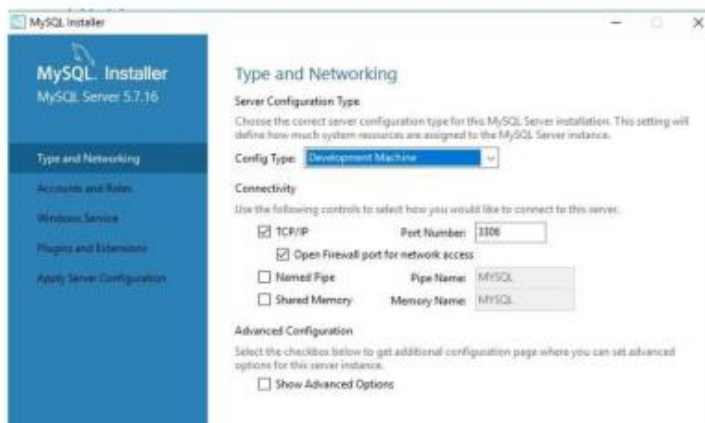 MySQL Installer
MySQL. Installer
MySQL Server 5.7.16
Type and Networking
Accounts and Roles
Windows Service
Plugins and Extensions
Apply Server Configuration
Type and Networking
Server Configuration Type
Choose the correct server configuration type for this MySQL Server installation. This setting will
define how much system resources are assigned to the MySQL Server instance.
Config Type: Development Machine
Connectivity
Use the following controls to select how you would like to connect to this server.
TCP/IP Port Number: 3306
Open Firewall port for network access
Named Pipe Pipe Name: MYSQL
Shared Memory Memory Name: MYSQL
Advanced Configuration
Select the checkbox below to get additional configuration page where you can set advanced
options for this server instance.
Show Advanced Options